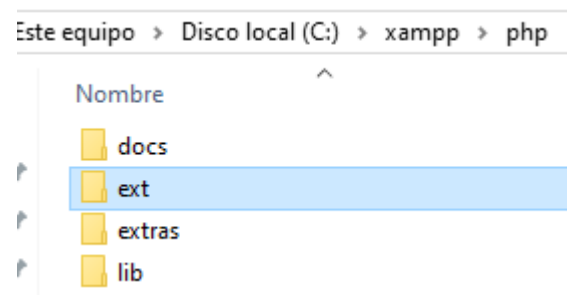 Este equipo > Disco local (C:) > xampp > php
Nombre
docs
ext
extras
lib